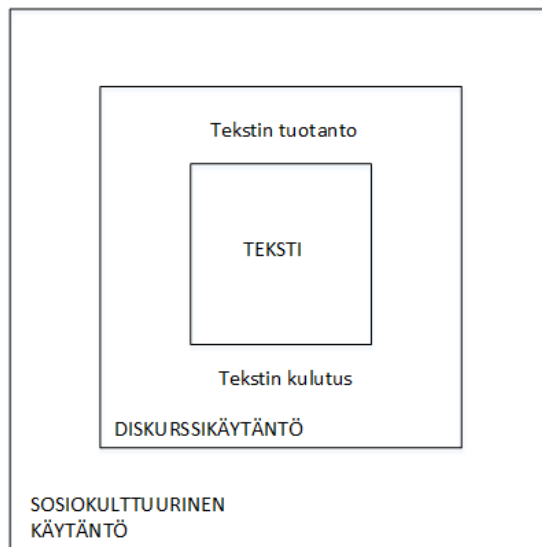 Tekstin tuotanto
TEKSTI
Tekstin kulutus
DISKURSSIKÄYTÄNTÖ
SOSIOKULTTUURINEN
KÄYTÄNTÖ